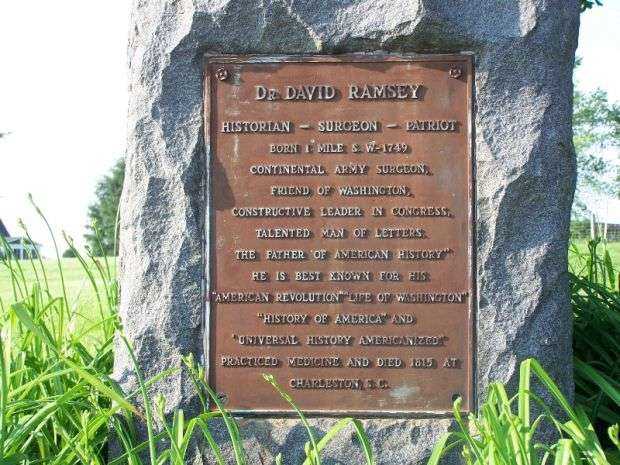 DR DAVID RAMSEY
HISTORIAN - SURGEON - PATRIOT
BORN 1 MILE S. W-1749
CONTINENTAL ARMY SURGEON,
FRIEND OF WASHINGTON,
CONSTRUCTIVE LEADER IN CONGRESS,
TALENTED MAN OF LETTERS.
THE FATHER "OF AMERICAN HISTORY"
HE IS BEST KNOWN FOR HIS
"AMERICAN REVOLUTION" "LIFE OF WASHINGTON"
"HISTORY OF AMERICA" AND
"UNIVERSAL HISTORY AMERICANIZED"
PRACTICED MEDICINE AND DIED 1815 AT
CHARLESTON, S.C.